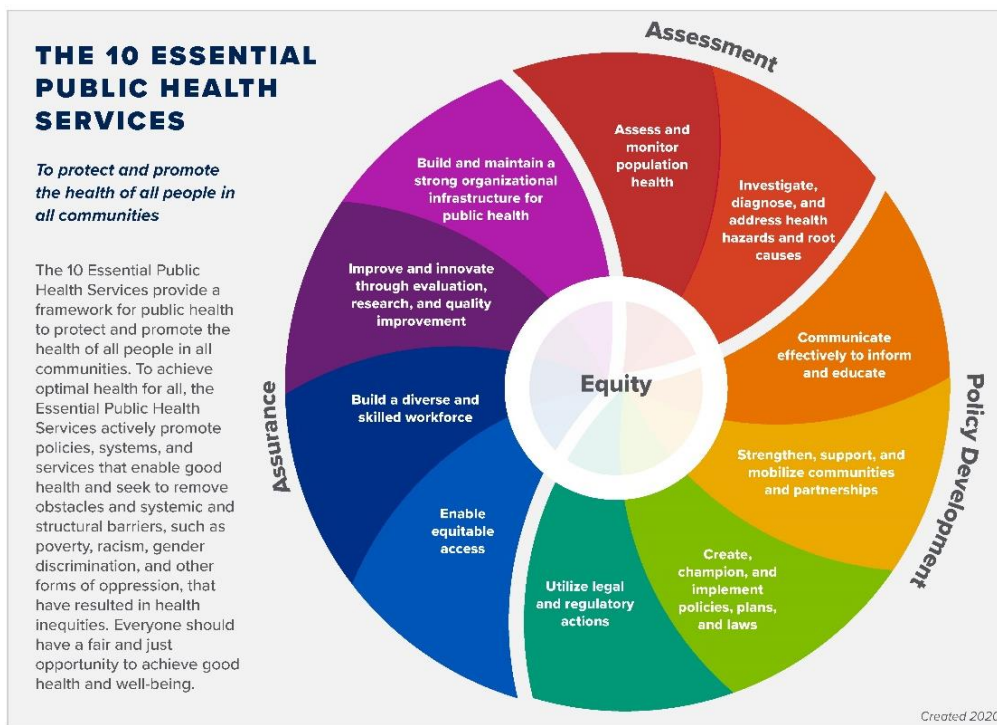 THE 10 ESSENTIAL
PUBLIC HEALTH
SERVICES
To protect and promote
the health of all people in
all communities
The 10 Essential Public
Health Services provide a
framework for public health
to protect and promote the
health of all people in all
communities. To achieve
optimal health for all, the
Essential Public Health
Services actively promote
policies, systems, and
services that enable good
health and seek to remove
obstacles and systemic and
structural barriers, such as
poverty, racism, gender
discrimination, and other
forms of oppression, that
have resulted in health
inequities. Everyone should
have a fair and just
opportunity to achieve good
health and well-being.
Assessment
Assess and
monitor
population
health
Investigate,
diagnose, and
address health
hazards and root
causes
Policy Development
Communicate
effectively to inform
and educate
Strengthen, support, and
mobilize communities
and partnerships
Create,
champion, and
implement
policies, plans,
and laws
Utilize legal
and regulatory
actions
Assurance
Enable
equitable
access
Build a diverse and
skilled workforce
Improve and innovate
through evaluation,
research, and quality
improvement
Build and maintain a
strong organizational
infrastructure for
public health
Equity
Created 2020